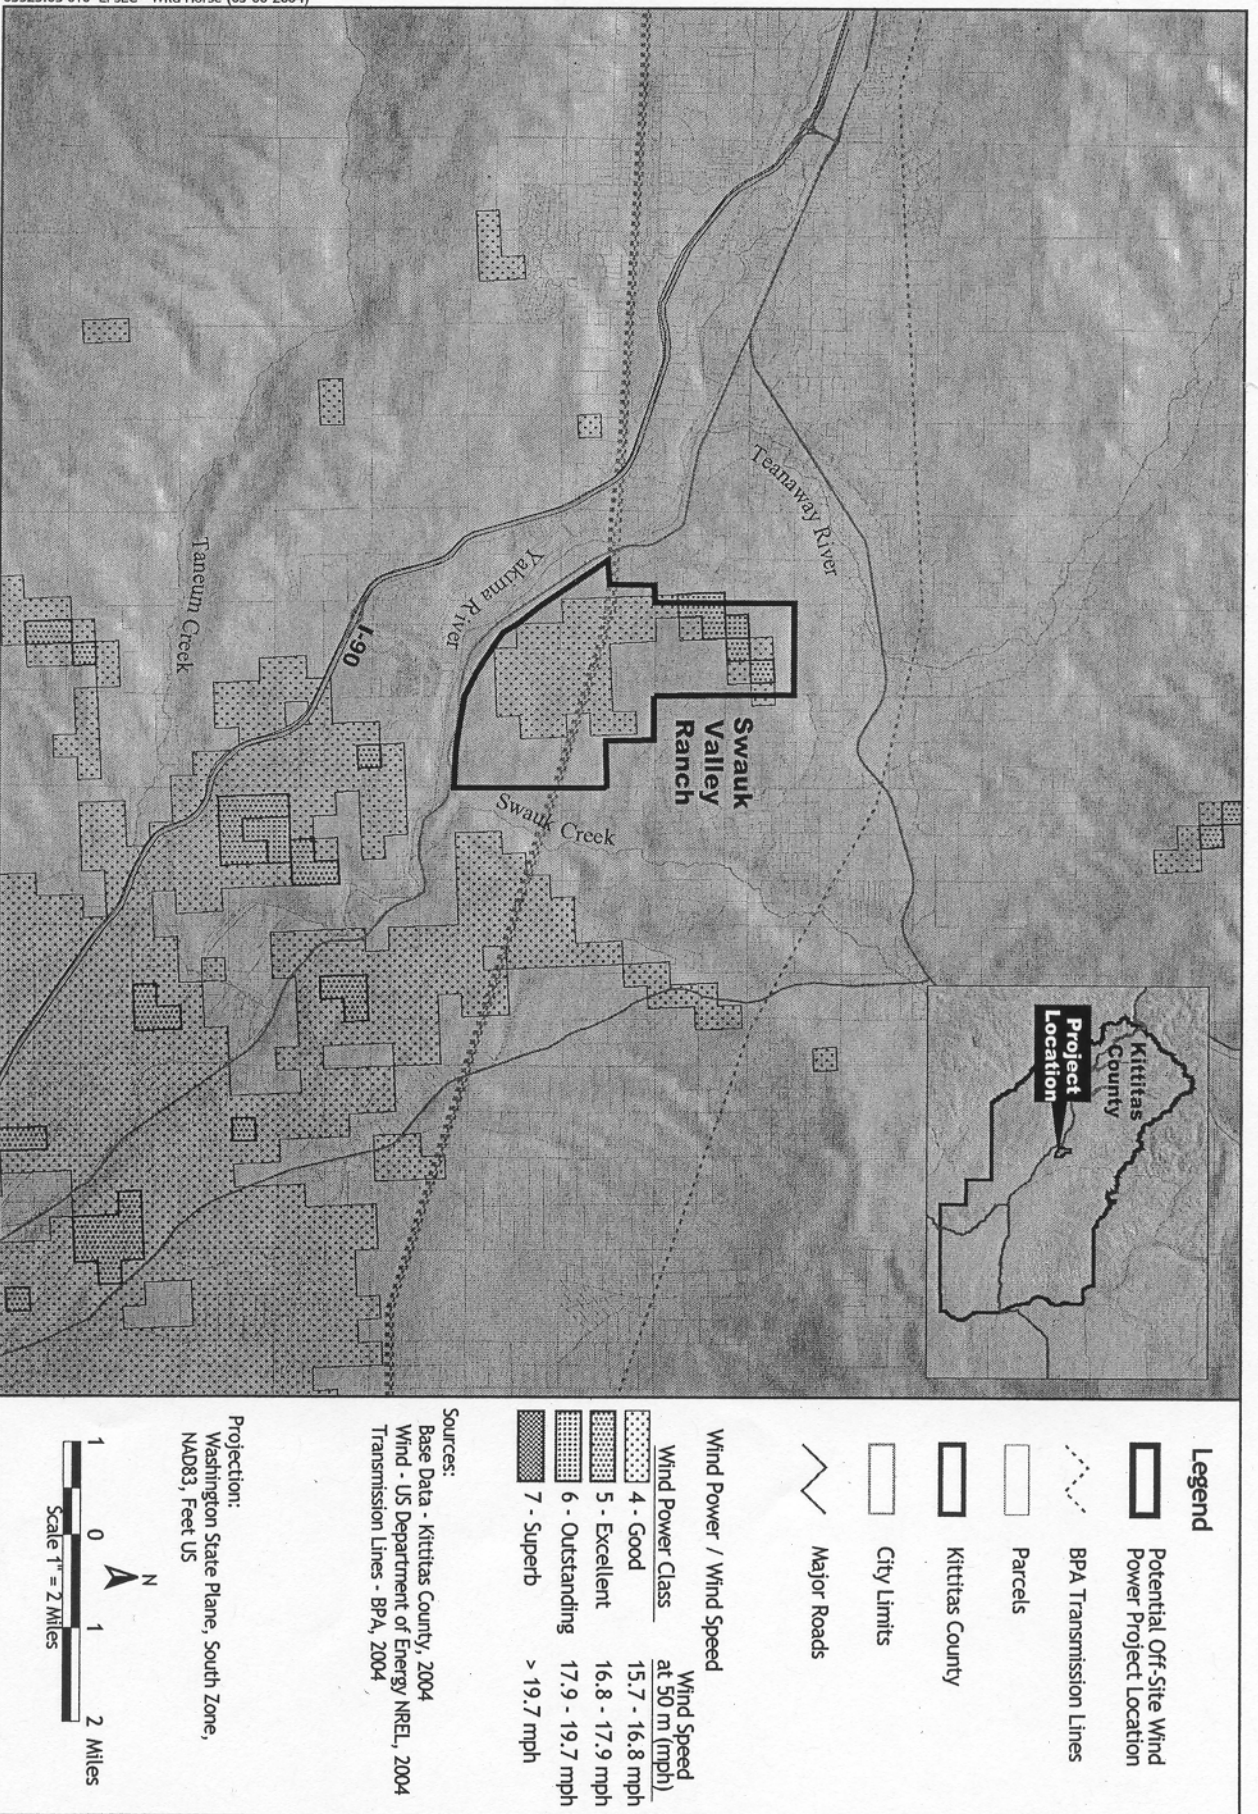 Teanaway River
Taneum Creek
Yakima
River
I-90
Swauk
Valley
Ranch
Swauk Creek
Kittitas
County
Project
Location
Legend
Potential Off-Site Wind
Power Project Location
BPA Transmission Lines
Parcels
Kittitas County
City Limits
Major Roads
Wind Power / Wind Speed
Wind Power Class
Wind Speed
at 50 m (mph)
4 - Good 15.7 - 16.8 mph
5 - Excellent 16.8 - 17.9 mph
6 - Outstanding 17.9 - 19.7 mph
7 - Superb > 19.7 mph
Sources:
Base Data - Kittitas County, 2004
Wind - US Department of Energy NREL, 2004
Transmission Lines - BPA, 2004
Projection:
Washington State Plane, South Zone,
NAD83, Feet US
N
1 0 1 2 Miles
Scale 1" = 2 Miles